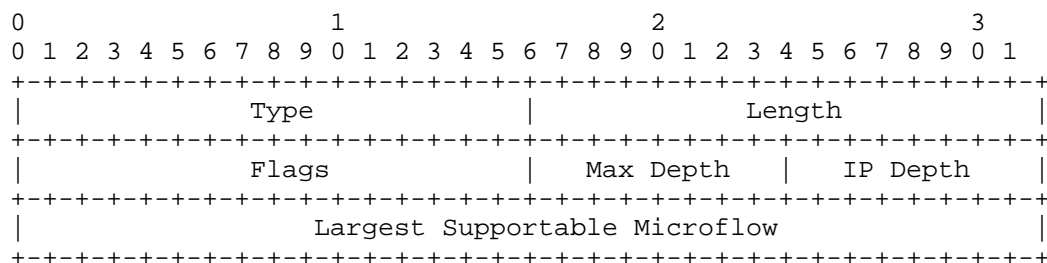 0                   1                   2                   3
0 1 2 3 4 5 6 7 8 9 0 1 2 3 4 5 6 7 8 9 0 1 2 3 4 5 6 7 8 9 0 1
+-+-+-+-+-+-+-+-+-+-+-+-+-+-+-+-+-+-+-+-+-+-+-+-+-+-+-+-+-+-+-+-+
|              Type             |             Length            |
+-+-+-+-+-+-+-+-+-+-+-+-+-+-+-+-+-+-+-+-+-+-+-+-+-+-+-+-+-+-+-+-+
|              Flags            |   Max Depth   |   IP Depth    |
+-+-+-+-+-+-+-+-+-+-+-+-+-+-+-+-+-+-+-+-+-+-+-+-+-+-+-+-+-+-+-+-+
|                  Largest Supportable Microflow                |
+-+-+-+-+-+-+-+-+-+-+-+-+-+-+-+-+-+-+-+-+-+-+-+-+-+-+-+-+-+-+-+-+